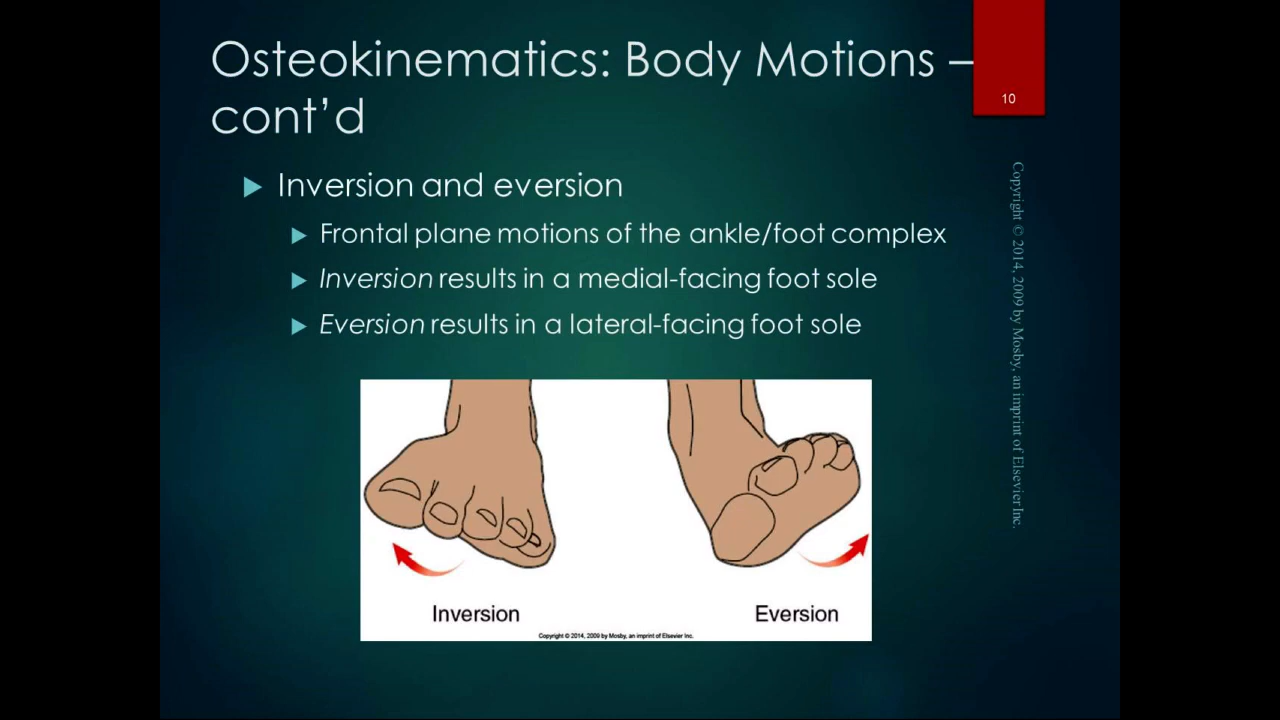 Osteokinematics: Body Motions –
cont’d
10
Inversion and eversion
Frontal plane motions of the ankle/foot complex
Inversion results in a medial-facing foot sole
Eversion results in a lateral-facing foot sole
Inversion
Eversion
Copyright © 2014, 2009 by Mosby, an imprint of Elsevier Inc.
Copyright © 2014, 2009 by Mosby, an imprint of Elsevier Inc.